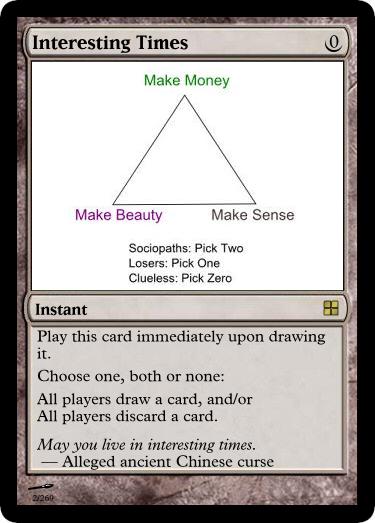 Interesting Times 0
Make Money
Make Beauty Make Sense
Sociopaths: Pick Two
Losers: Pick One
Clueless: Pick Zero
Instant
Play this card immediately upon drawing
it.
Choose one, both or none:
All players draw a card, and/or
All players discard a card.
May you live in interesting times.
— Alleged ancient Chinese curse
2/269